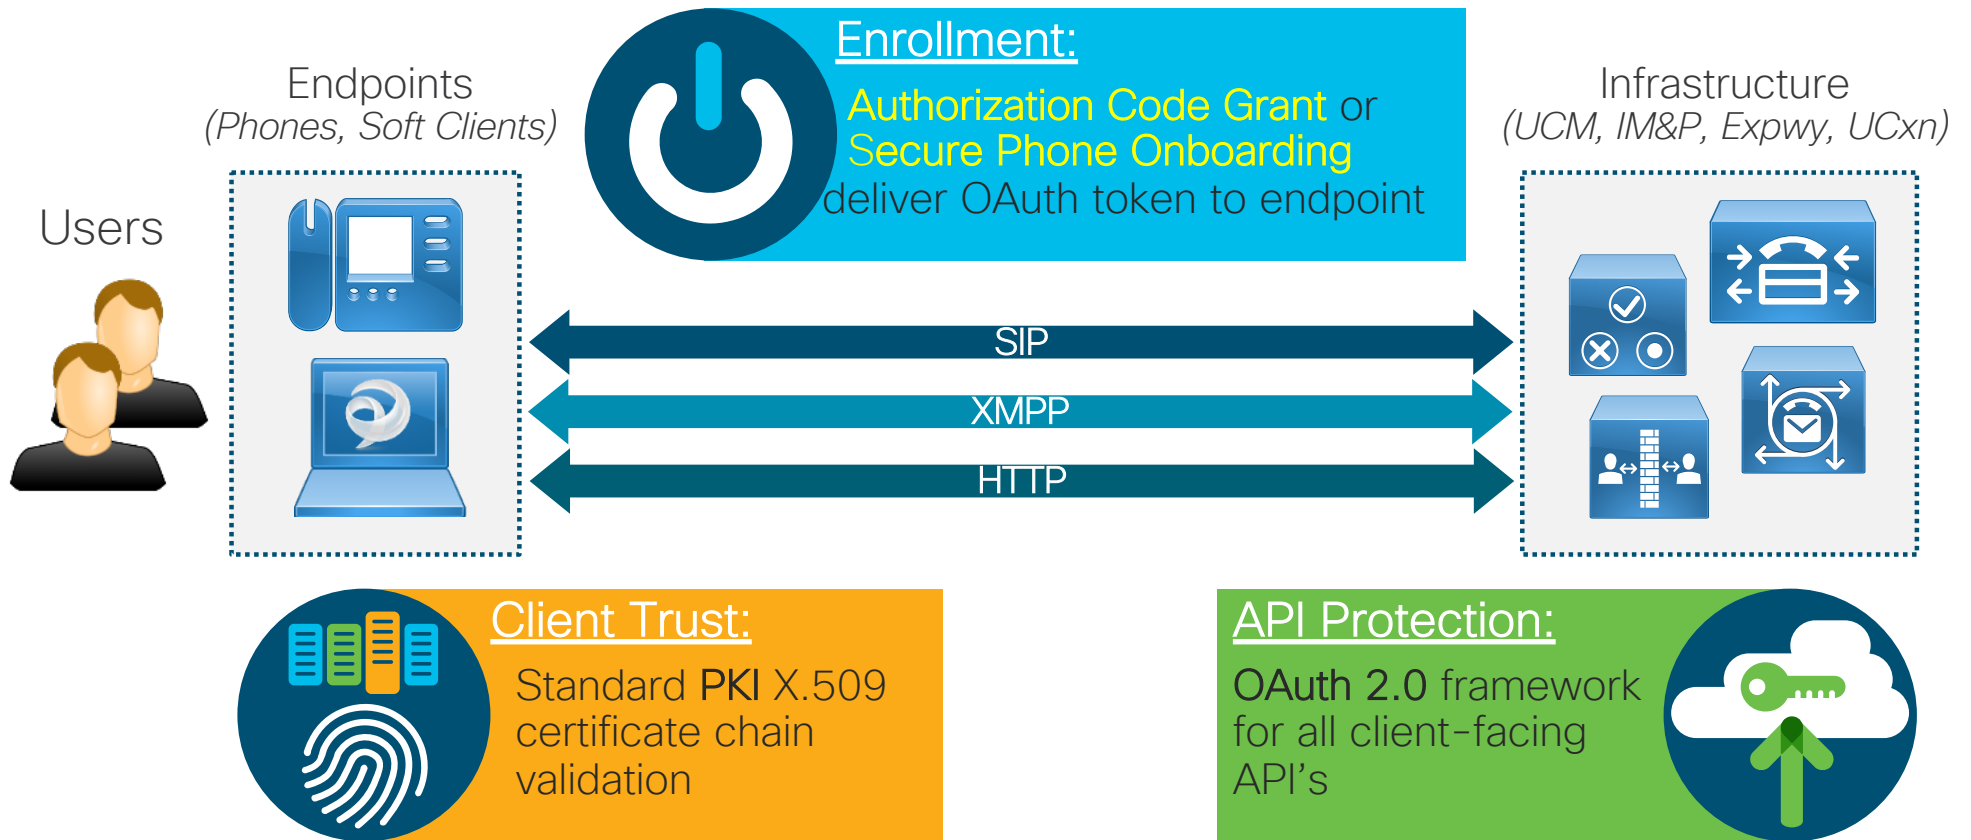 Enrollment:
Authorization Code Grant or
Secure Phone Onboarding
deliver OAuth token to endpoint
Endpoints
(Phones, Soft Clients)
Infrastructure
(UCM, IM&P, Expwy, UCxn)
Users
SIP
XMPP
HTTP
Client Trust:
Standard PKI X.509
certificate chain
validation
API Protection:
OAuth 2.0 framework
for all client-facing
API's